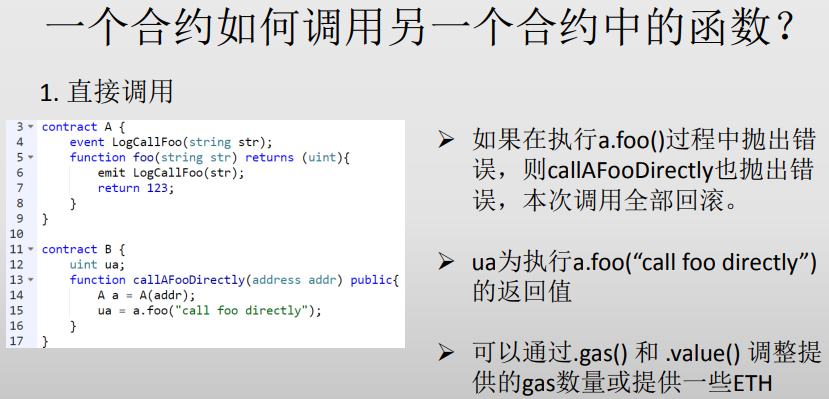 一个合约如何调用另一个合约中的函数？
1. 直接调用
3 contract A {
4 event LogCallFoo(string str);
5 function foo(string str) returns (uint){
6 emit LogCallFoo(str);
7 return 123;
8 }
9 }
10
11 contract B {
12 uint ua;
13 function callAFooDirectly(address addr) public{
14 A a = A(addr);
15 ua = a.foo("call foo directly");
16 }
17 }
➢ 如果在执行a.foo()过程中抛出错
误，则callAFooDirectly也抛出错
误，本次调用全部回滚。
➢ ua为执行a.foo(“call foo directly”)
的返回值
➢ 可以通过.gas() 和 .value() 调整提
供的gas数量或提供一些ETH